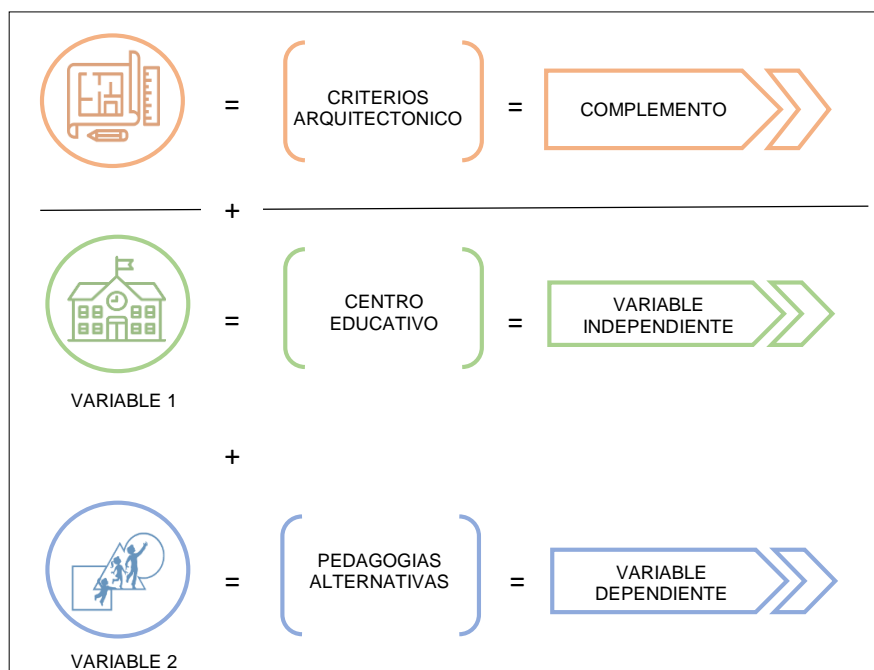 =
CRITERIOS
ARQUITECTONICO
=
COMPLEMENTO
+
=
CENTRO
EDUCATIVO
=
VARIABLE
INDEPENDIENTE
VARIABLE 1
+
=
PEDAGOGIAS
ALTERNATIVAS
=
VARIABLE
DEPENDIENTE
VARIABLE 2